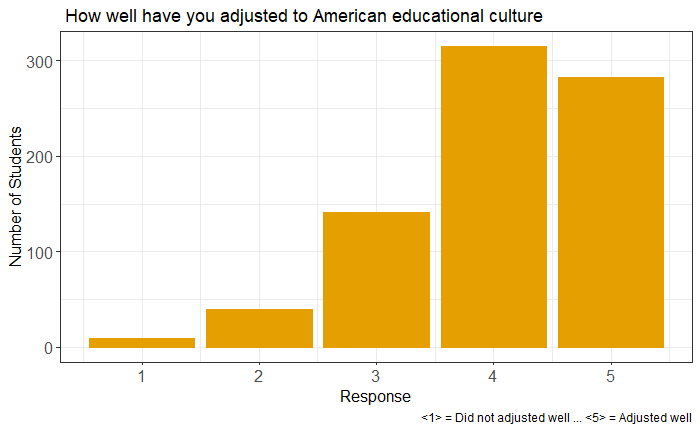 How well have you adjusted to American educational culture
Number of Students
300
200
100
0
1 2 3 4 5
Response
<1> = Did not adjusted well ... <5> = Adjusted well